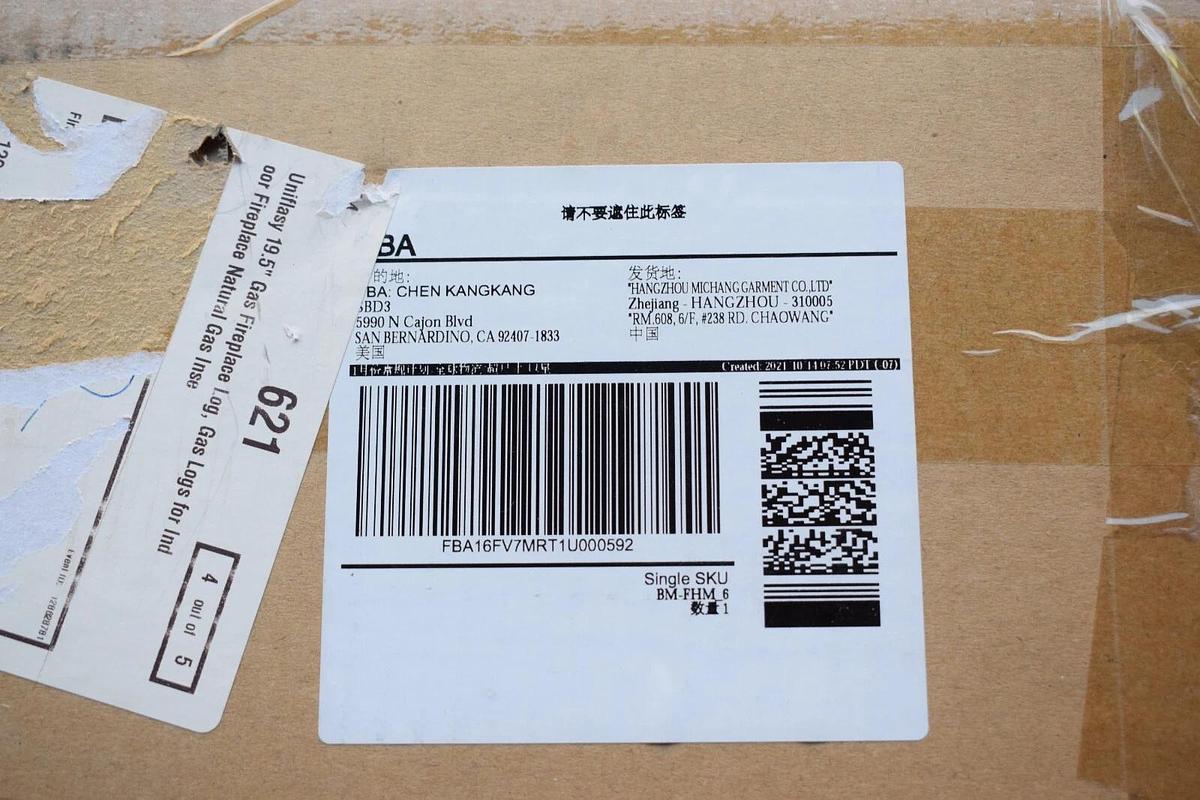 请不要遮住此标签
BA
的地:
BA: CHEN KANGKANG
SBD3
5990 N Cajon Blvd
SAN BERNARDINO, CA 92407-1833
美国
发货地:
"HANGZHOU MICHANG GARMENT CO.,LTD"
Zhejiang - HANGZHOU - 310005
"RM.608, 6/F, #238 RD. CHAOWANG"
中国
Created: 2021-10-14 07:52 PDT (-07)
FBA16FV7MRT1U000592
Single SKU
BM-FHM_6
数量 1
Uniflasy 19.5" Gas Fireplace Log, Gas Logs for Ind
oor Fireplace Natural Gas Inse
621
4 out of 5